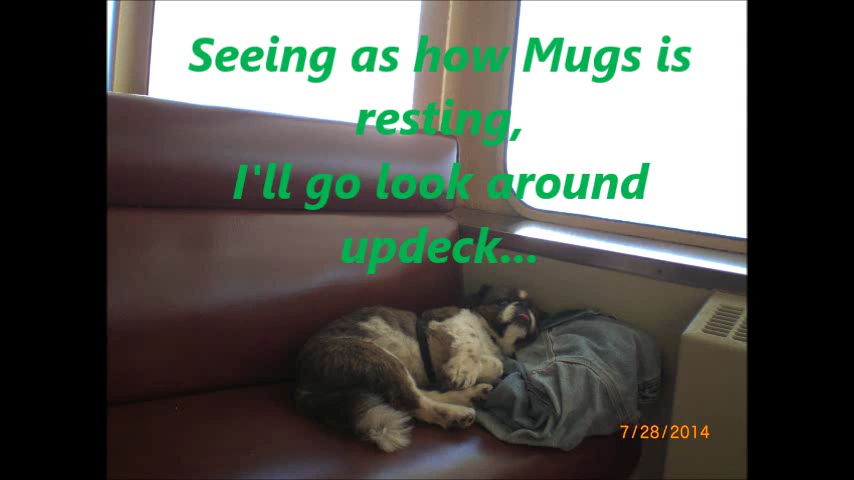 Seeing as how Mugs is
resting,
I'll go look around
updeck...
7/28/2014